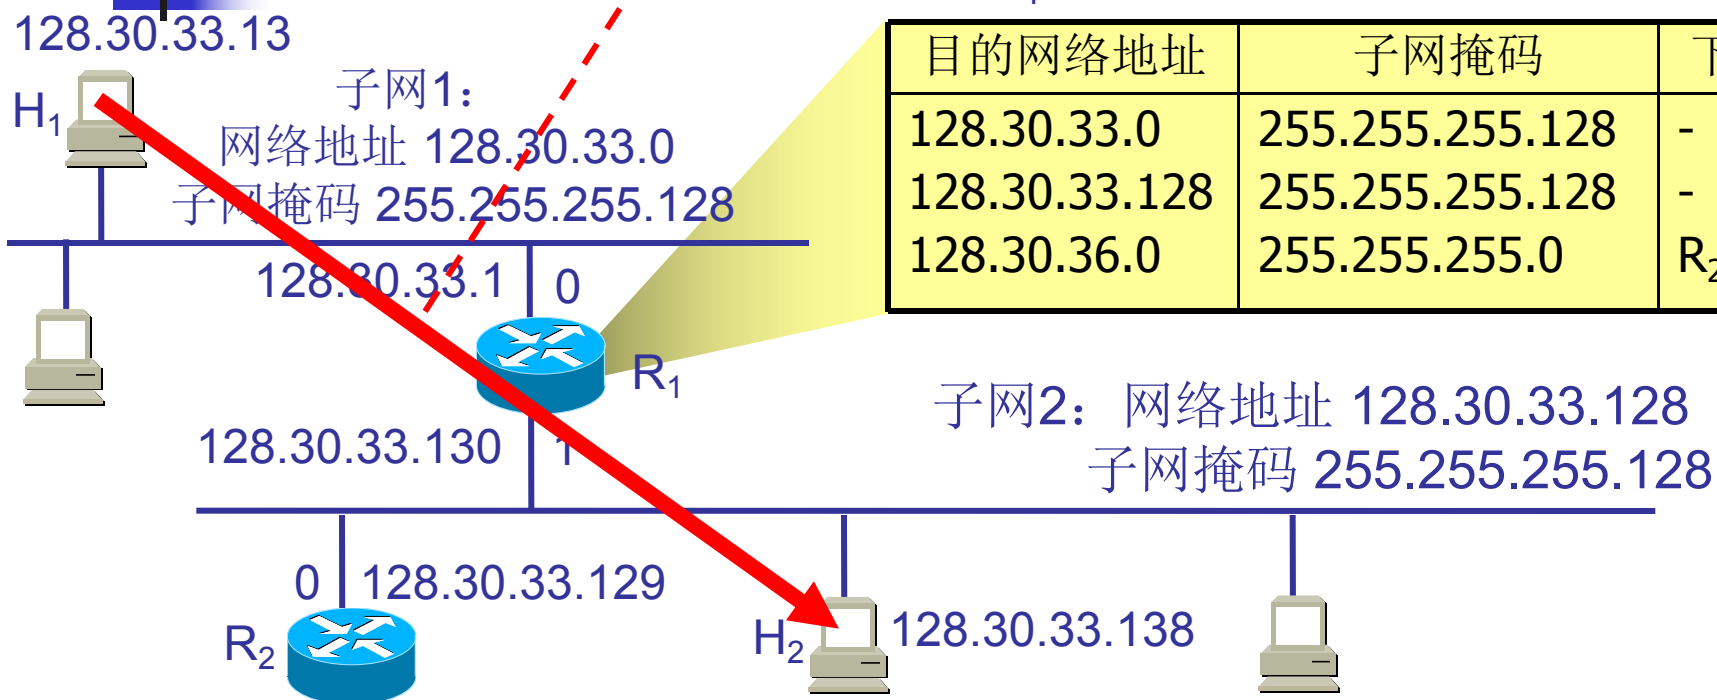 128.30.33.13
H1
子网1：
网络地址 128.30.33.0
子网掩码 255.255.255.128
目的网络地址 子网掩码 下
128.30.33.0 255.255.255.128 -
128.30.33.128 255.255.255.128 -
128.30.36.0 255.255.255.0 R2
128.30.33.1 0
R1
128.30.33.130 1
子网2：网络地址 128.30.33.128
子网掩码 255.255.255.128
0 128.30.33.129
R2
H2 128.30.33.138